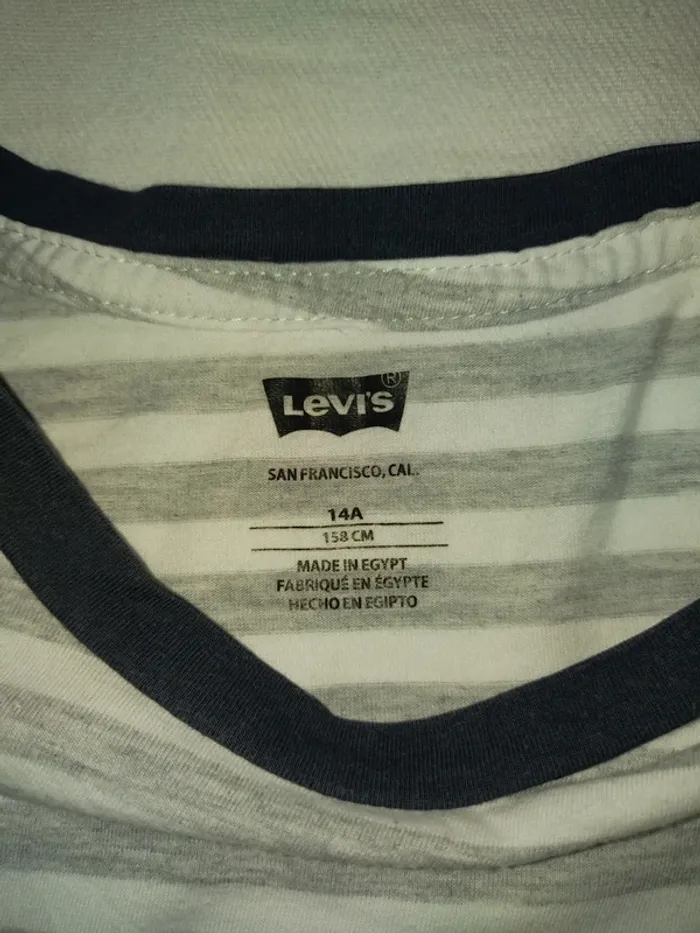 LEVI'S ®
SAN FRANCISCO, CAL.
14A
158 CM
MADE IN EGYPT
FABRIQUÉ EN ÉGYPTE
HECHO EN EGIPTO